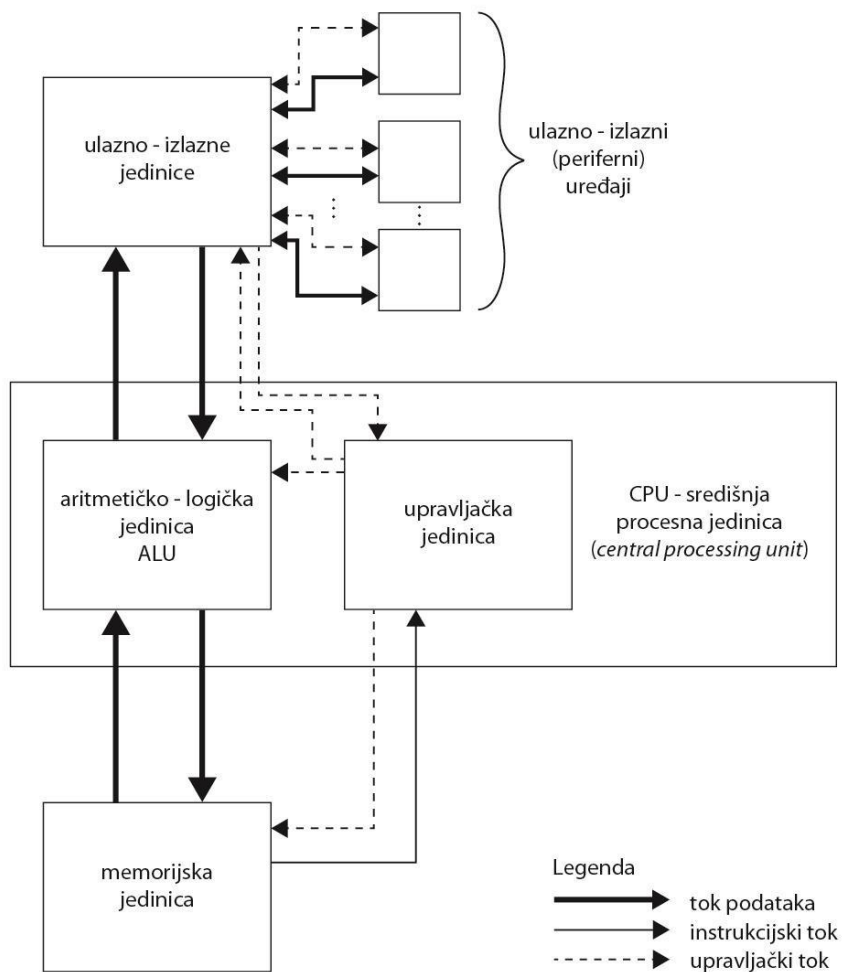 ulazno - izlazne
jedinice
ulazno - izlazni
(periferni)
uređaji
aritmetičko - logička
jedinica
ALU
upravljačka
jedinica
CPU - središnja
procesna jedinica
(central processing unit)
memorijska
jedinica
Legenda
tok podataka
instrukcijski tok
upravljački tok